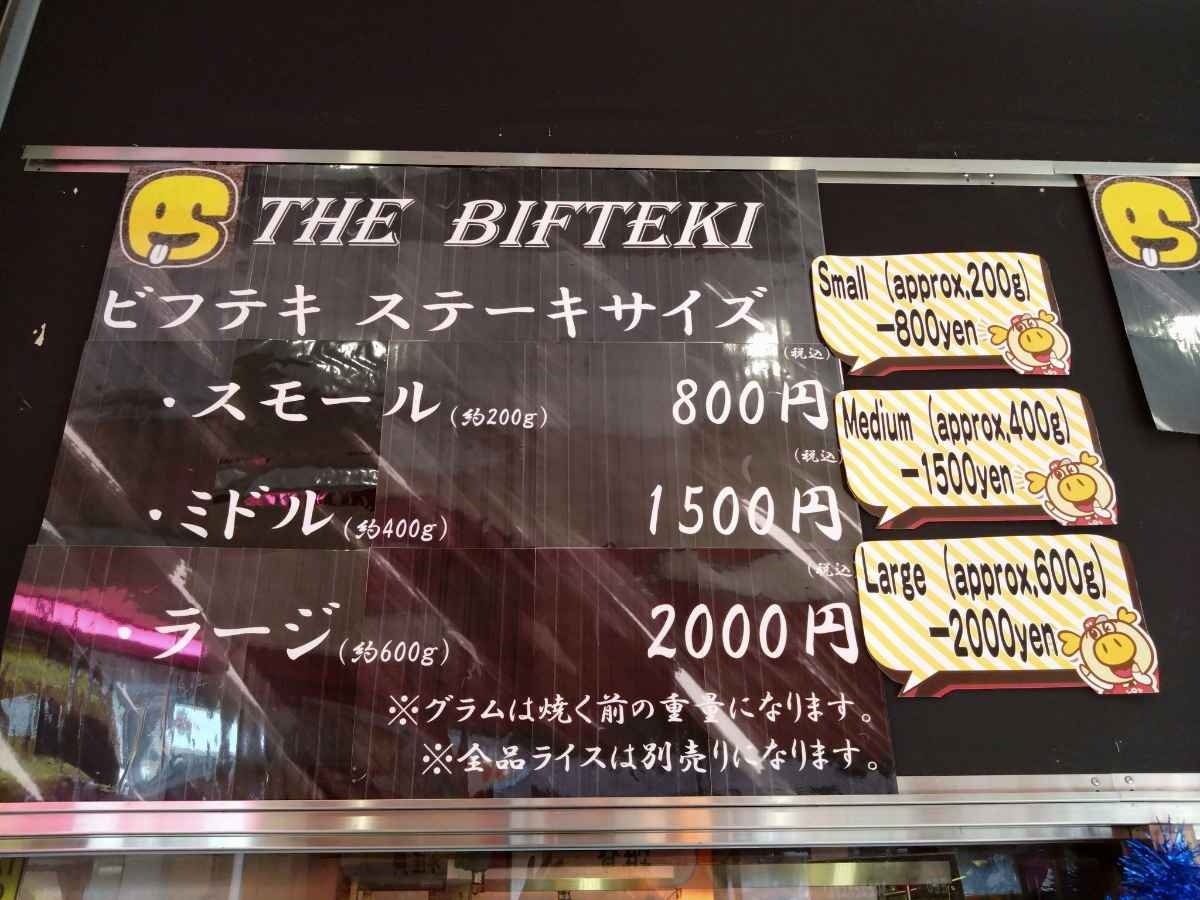 THE BIFTEKI
ビフテキ ステーキサイズ
(税込)
・スモール(約200g) 800円
(税込)
・ミドル(約400g) 1500円
(税込)
・ラージ(約600g) 2000円
※グラムは焼く前の重量になります。
※全品ライスは別売りになります。
Small (approx.200g)
-800yen
Medium (approx.400g)
-1500yen
Large (approx.600g)
-2000yen